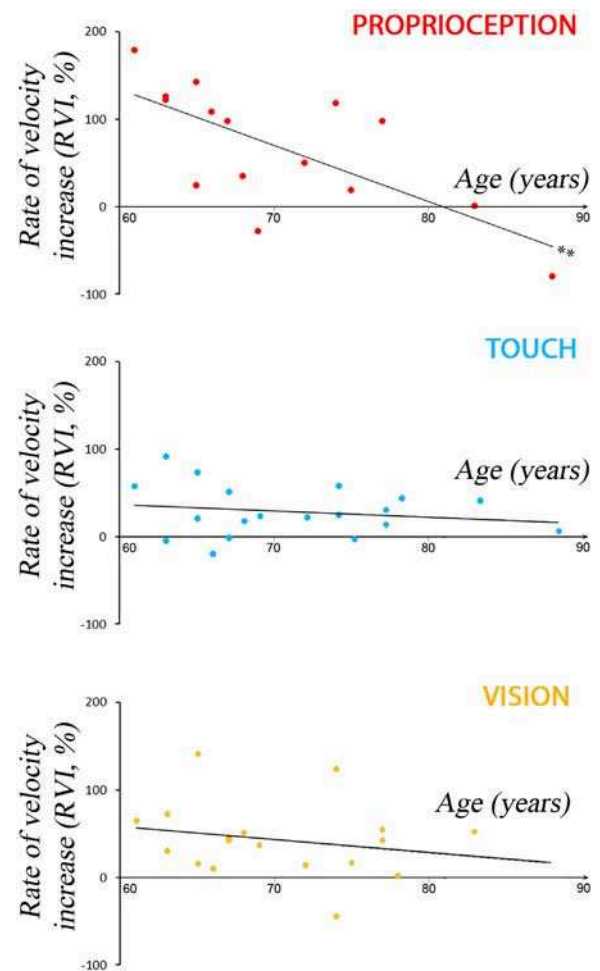 PROPRIOCEPTION
200
100
0
-100
Rate of velocity
increase (RVI, %)
Age (years)
60
70
80
90
**
TOUCH
200
100
0
-100
Rate of velocity
increase (RVI, %)
Age (years)
60
70
80
90
VISION
200
100
0
-100
Rate of velocity
increase (RVI, %)
Age (years)
60
70
80
90